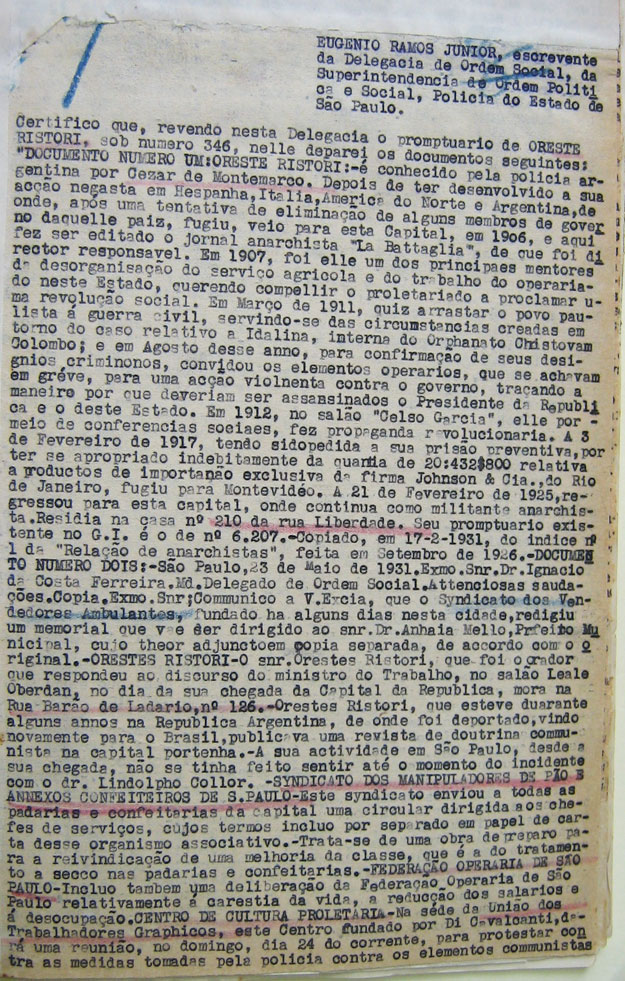 EUGENIO RAMOS JUNIOR, escrevente
da Delegacia de Ordem Social, da
Superintendencia de Ordem Politi
ca e Social, Policia do Estado de
São Paulo.
Certifico que, revendo nesta Delegacia o promptuario de ORESTE
RISTORI, sob numero 346, nelle deparei os documentos seguintes:
"DOCUMENTO NUMERO UM:ORESTE RISTORI:-é conhecido pela policia ar-
gentina por Cezar de Montemarco. Depois de ter desenvolvido a sua
acção negasta em Hespanha,Italia,America do Norte e Argentina,de
onde, após uma tentativa de eliminação de alguns membros de gover
no daquelle paiz, fugiu, veio para esta Capital, em 1906, e aqui
fez ser editado o jornal anarchista "La Battaglia", de que foi di
rector responsavel. Em 1907, foi elle um dos principaes mentores
da desorganisação do serviço agricola e do trabalho do operaria-
do neste Estado, querendo compellir o proletariado a proclamar u-
ma revolução social. Em Março de 1911, quiz arrastar o povo pau-
lista á guerra civil, servindo-se das circumstancias creadas em
torno do caso relativo a Idalina, interna do Orphanato Christovam
Colombo; e em Agosto desse anno, para confirmação de seus desi-
gnios criminonos, convidou os elementos operarios, que se achavam
em gréve, para uma acção violnenta contra o governo, traçando a
maneiro por que deveriam ser assassinados o Presidente da Republi
ca e o deste Estado. Em 1912, no salão "Celso Garcia", elle por -
meio de conferencias sociaes, fez propaganda revolucionaria. A 3
de Fevereiro de 1917, tendo sidopedida a sua prisão preventiva,por
ter se apropriado indebitamente da quantia de 20:432$800 relativa
a productos de importanão exclusiva da firma Johnson & Cia.,do Rio
de Janeiro, fugiu para Montevidéo. A 21 de Fevereiro de 1925,re-
gressou para esta capital, onde continua como militante anarchis-
ta.Residia na casa nº 210 da rua Liberdade. Seu promptuario exis-
tente no G.I. é o de nº 6.207.-Copiado, em 17-2-1931, do indice nº
1 da "Relação de anarchistas", feita em Setembro de 1926.-DOCUMEN
TO NUMERO DOIS:-São Paulo,23 de Maio de 1931.Exmo.Snr.Dr.Ignacio
da Costa Ferreira.Md.Delegado de Ordem Social.Attenciosas sauda-
ções.Copia.Exmo.Snr;Communico a V.Excia, que o Syndicato dos Ven-
dedores Ambulantes, fundado ha alguns dias nesta cidade,redigiu
um memorial que vae der dirigido ao snr.Dr.Anhaia Mello,Prfeito Mu
nicipal, cujo theor adjunctoem copia separada, de accordo com o o
riginal.-ORESTES RISTORI-O snr.Orestes Ristori, que foi o orador
que respondeu ao discurso do ministro do Trabalho, no salão Leale
Oberdan, no dia da sua chegada da Capital da Republica, mora na
Rua Barão de Ladario,nº 126.-Orestes Ristori, que esteve duarante
alguns annos na Republica Argentina, de onde foi deportado,vindo
novamente para o Brasil,publicava uma revista de doutrina commu-
nista na capital portenha.-A sua actividade em São Paulo, desde a
sua chegada, não se tinha feito sentir até o momento do incidente
com o dr. Lindolpho Collor. -SYNDICATO DOS MANIPULADORES DE PÃO E
ANNEXOS CONFEITEIROS DE S.PAULO-Este syndicato enviou a todas as
padarias e confeitarias da capital uma circular dirigida aos che-
fes de serviços, cujos termos incluo por separado em papel de car-
ta desse organismo associativo.-Trata-se de uma obra de preparo pa-
ra a reivindicação de uma melhoria da classe, que é a do tratamen-
to a secco nas padarias e confeitarias.-FEDERAÇÃO OPERARIA DE SÃO
PAULO-Incluo tambem uma deliberação da Federação Operaria de São
Paulo relativamente á carestia da vida, a reducção dos salarios e
á desocupação.CENTRO DE CULTURA PROLETARIA-Na séde da União dos
Trabalhadores Graphicos, este Centro fundado por Di Cavalcanti,da-
rá uma reunião, no domingo, dia 24 do corrente, para protestar con
tra as medidas tomadas pela policia contra os elementos communistas